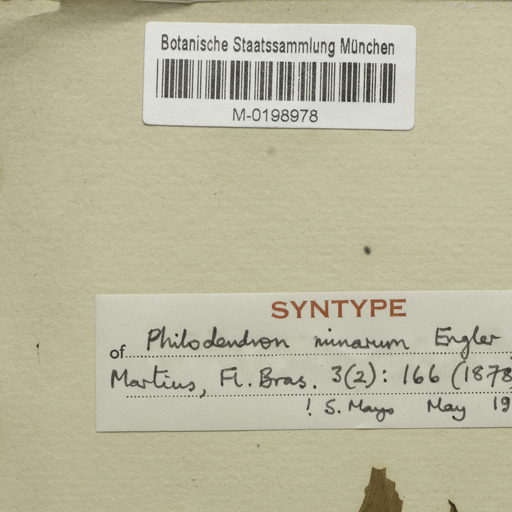 Botanische Staatssammlung München
M-0198978
SYNTYPE
of Philodendron minarum Engler
Martius, Fl. Bras. 3(2): 166 (1878
! S. Mayo May 19